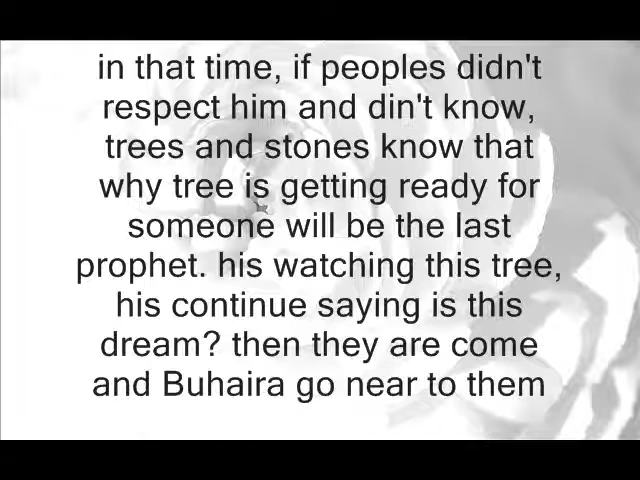 in that time, if peoples didn't
respect him and din't know,
trees and stones know that
why tree is getting ready for
someone will be the last
prophet. his watching this tree,
his continue saying is this
dream? then they are come
and Buhaira go near to them